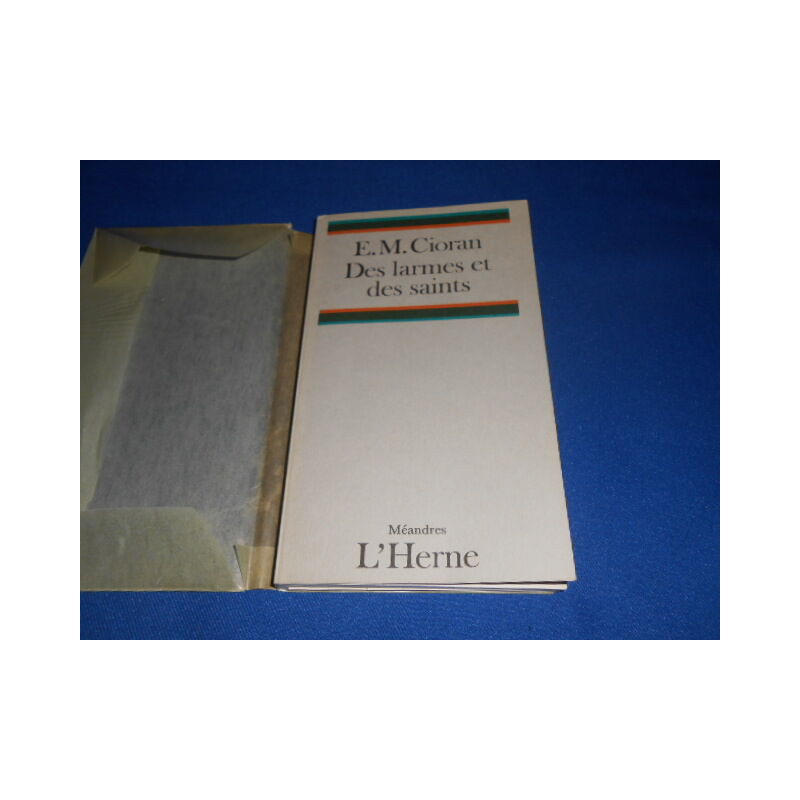 E. M. Cioran
Des larmes et
des saints
Méandres
L'Herne